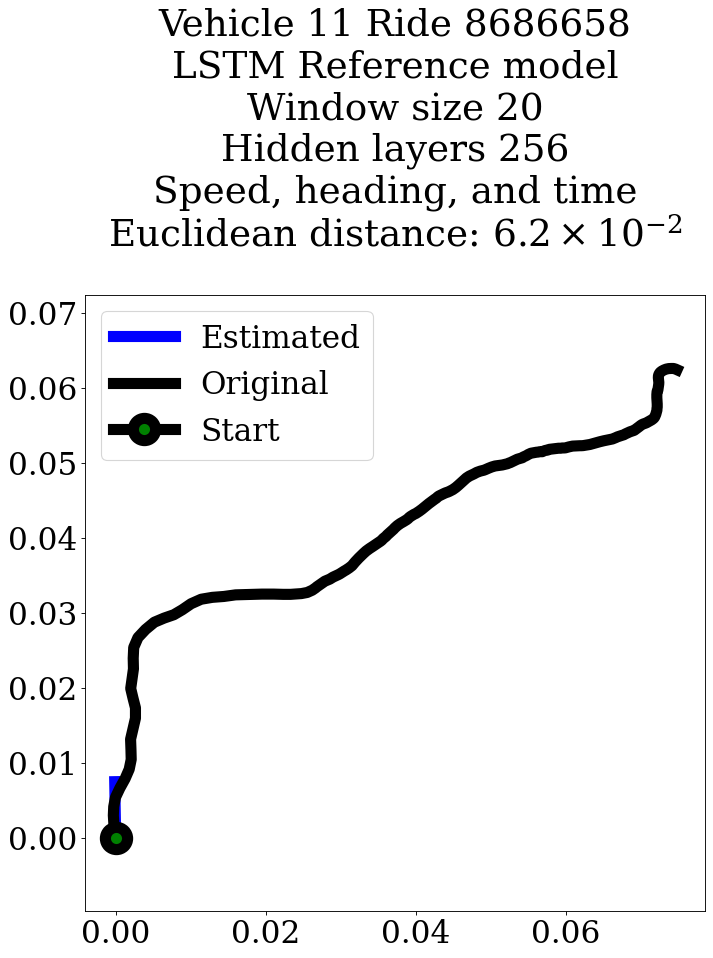 Vehicle 11 Ride 8686658
LSTM Reference model
Window size 20
Hidden layers 256
Speed, heading, and time
Euclidean distance: 6.2 × 10⁻²
Estimated
Original
Start
0.07
0.06
0.05
0.04
0.03
0.02
0.01
0.00
0.00 0.02 0.04 0.06